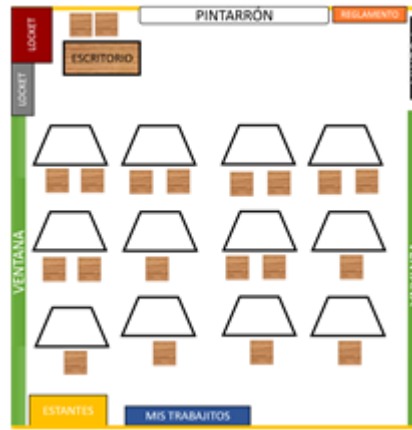 PINTARRÓN
REGLAMENTO
LOCKET
ESCRITORIO
LOCKET
VENTANA
ESTANTES
MIS TRABAJITOS